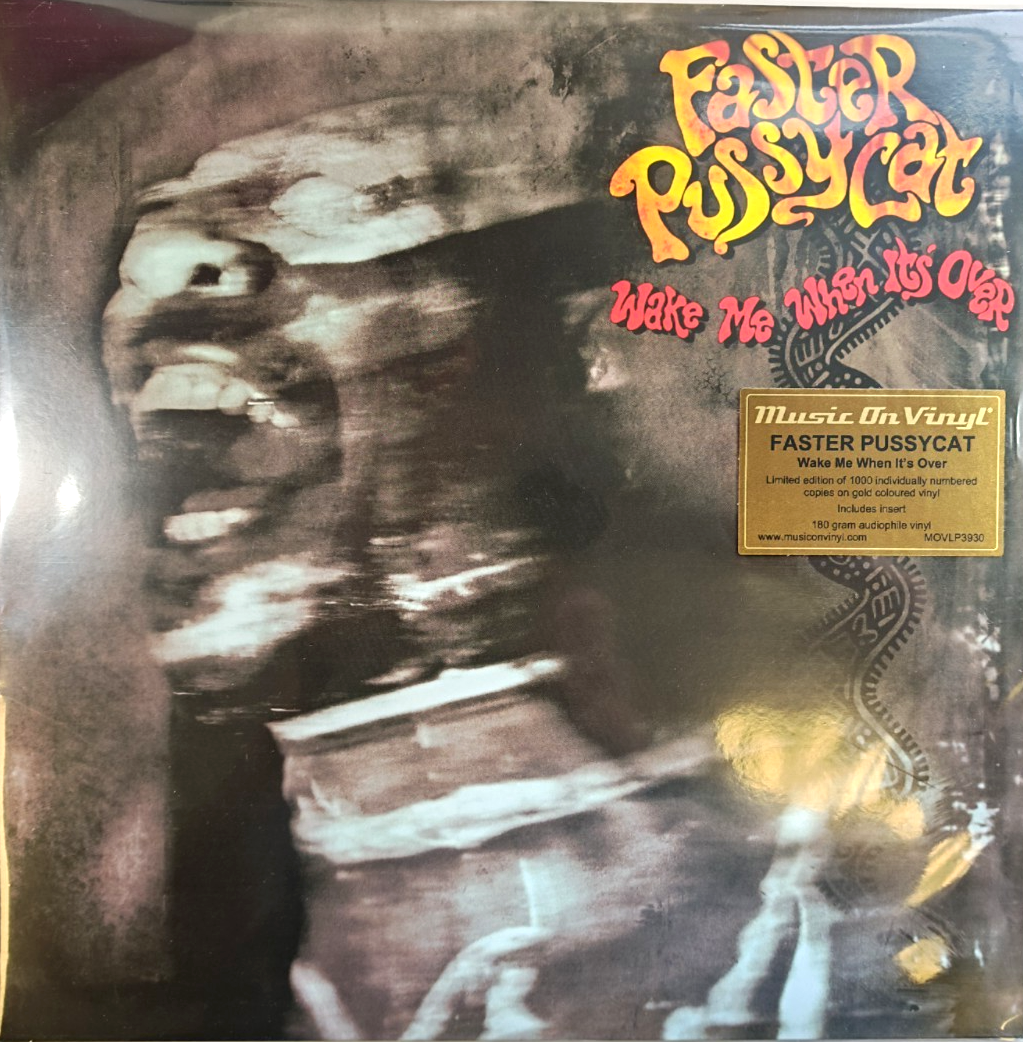 Faster
Pussycat
Wake Me When Its' Over
Music On Vinyl®
FASTER PUSSYCAT
Wake Me When It's Over
Limited edition of 1000 individually numbered
copies on gold coloured vinyl
Includes insert
180 gram audiophile vinyl
www.musiconvinyl.com MOVLP3930